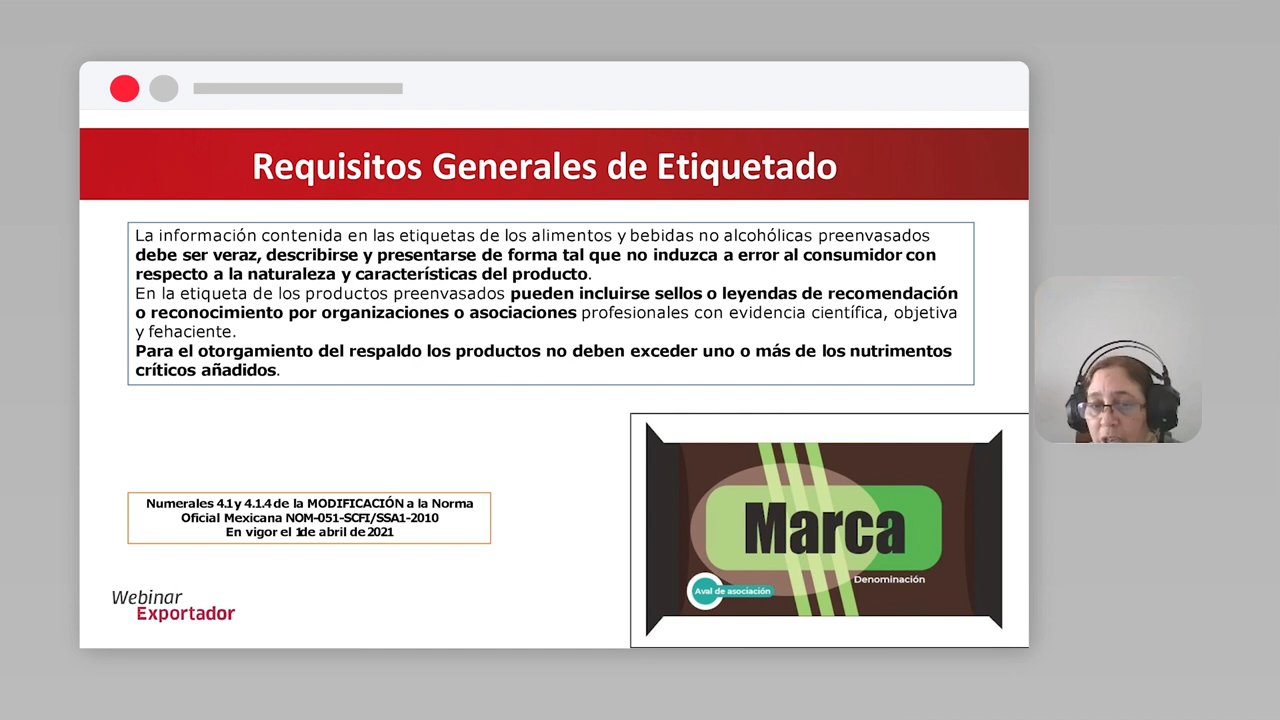 Requisitos Generales de Etiquetado
La información contenida en las etiquetas de los alimentos y bebidas no alcohólicas preenvasados
debe ser veraz, describirse y presentarse de forma tal que no induzca a error al consumidor con
respecto a la naturaleza y características del producto.
En la etiqueta de los productos preenvasados pueden incluirse sellos o leyendas de recomendación
o reconocimiento por organizaciones o asociaciones profesionales con evidencia científica, objetiva
y fehaciente.
Para el otorgamiento del respaldo los productos no deben exceder uno o más de los nutrimentos
críticos añadidos.
Numerales 4.1 y 4.1.4 de la MODIFICACIÓN a la Norma
Oficial Mexicana NOM-051-SCFI/SSA1-2010
En vigor el 1de abril de 2021
Marca
Denominación
Aval de asociación
Webinar
Exportador